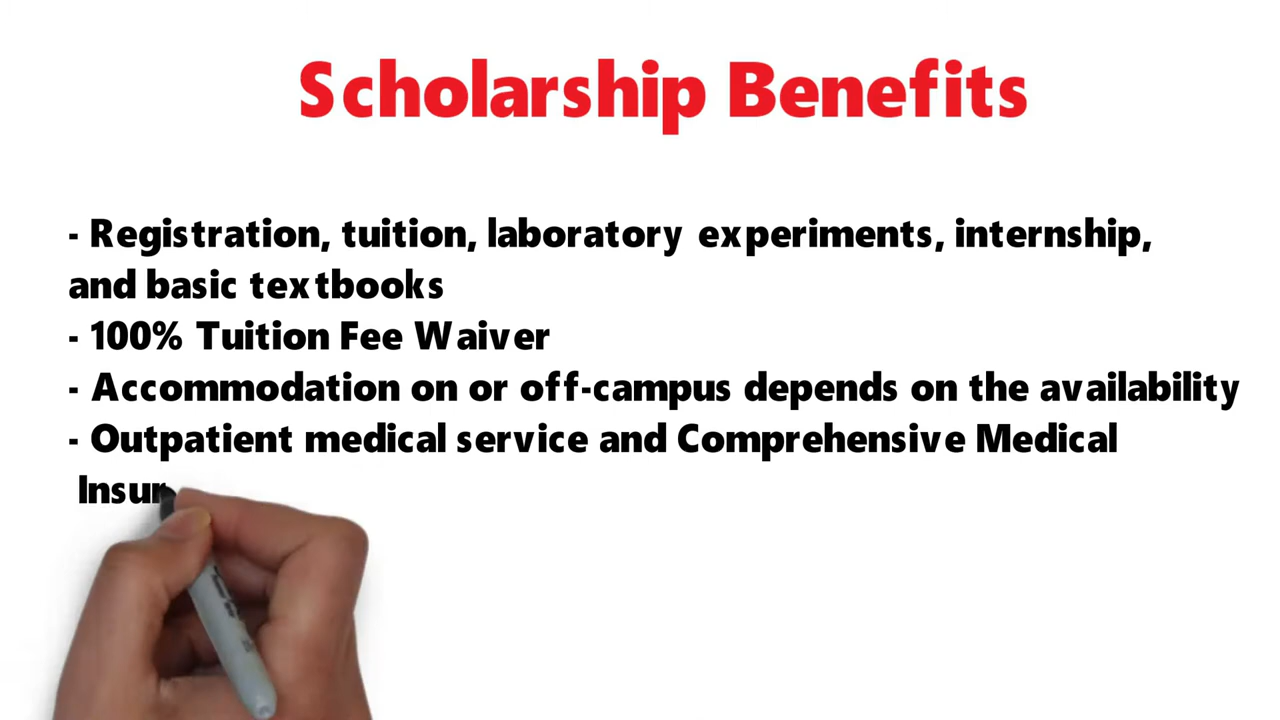 Scholarship Benefits
- Registration, tuition, laboratory experiments, internship,
and basic textbooks
- 100% Tuition Fee Waiver
- Accommodation on or off-campus depends on the availability
- Outpatient medical service and Comprehensive Medical
Insur